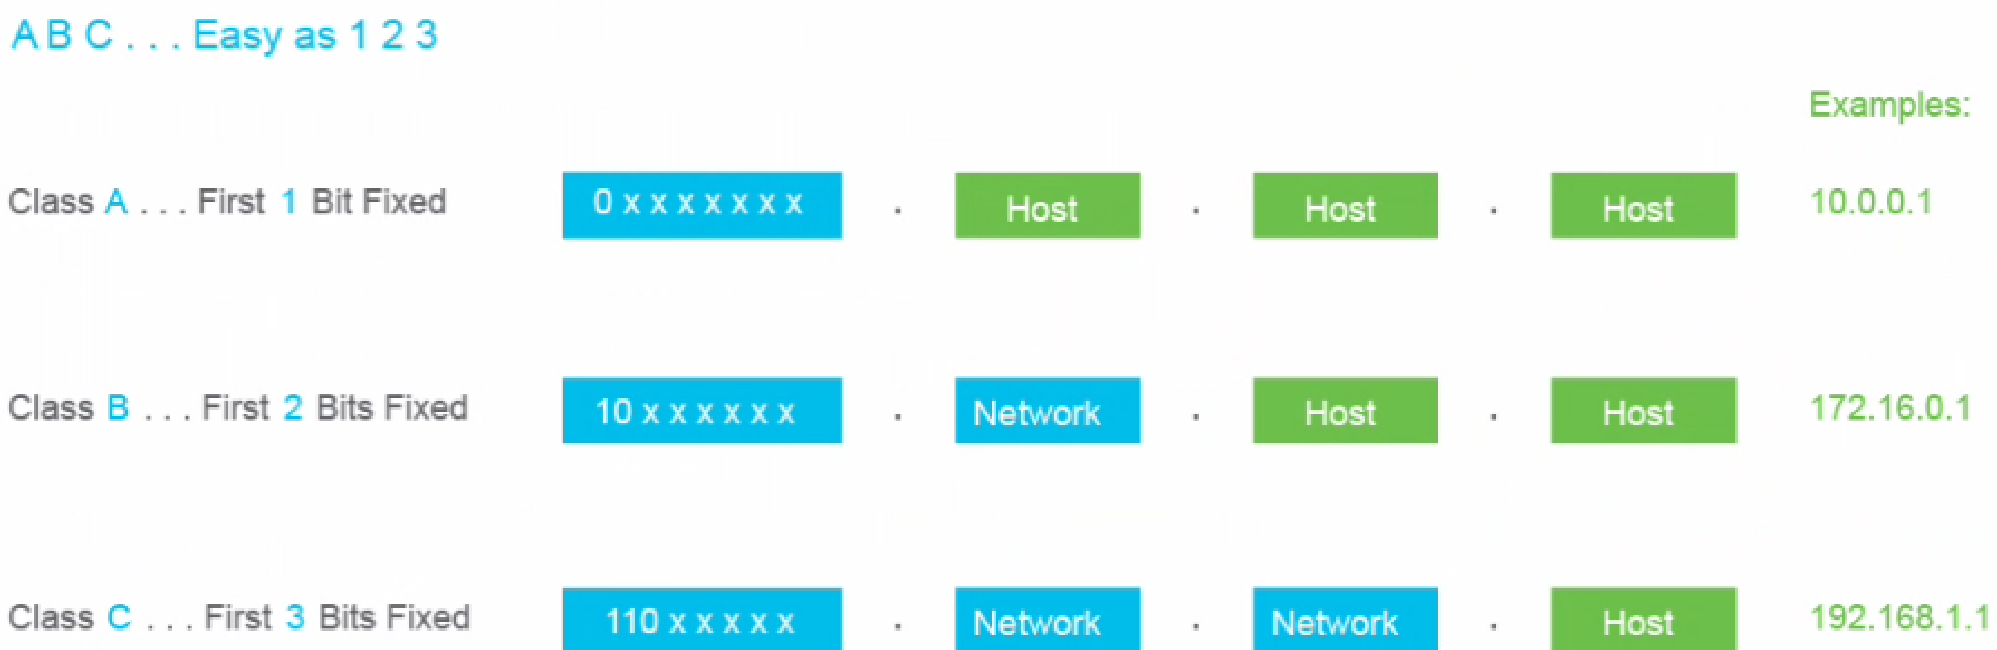 A B C . . . Easy as 1 2 3
Examples:
Class A . . . First 1 Bit Fixed 0 x x x x x x x . Host . Host . Host 10.0.0.1
Class B . . . First 2 Bits Fixed 10 x x x x x x . Network . Host . Host 172.16.0.1
Class C . . . First 3 Bits Fixed 110 x x x x x . Network . Network . Host 192.168.1.1